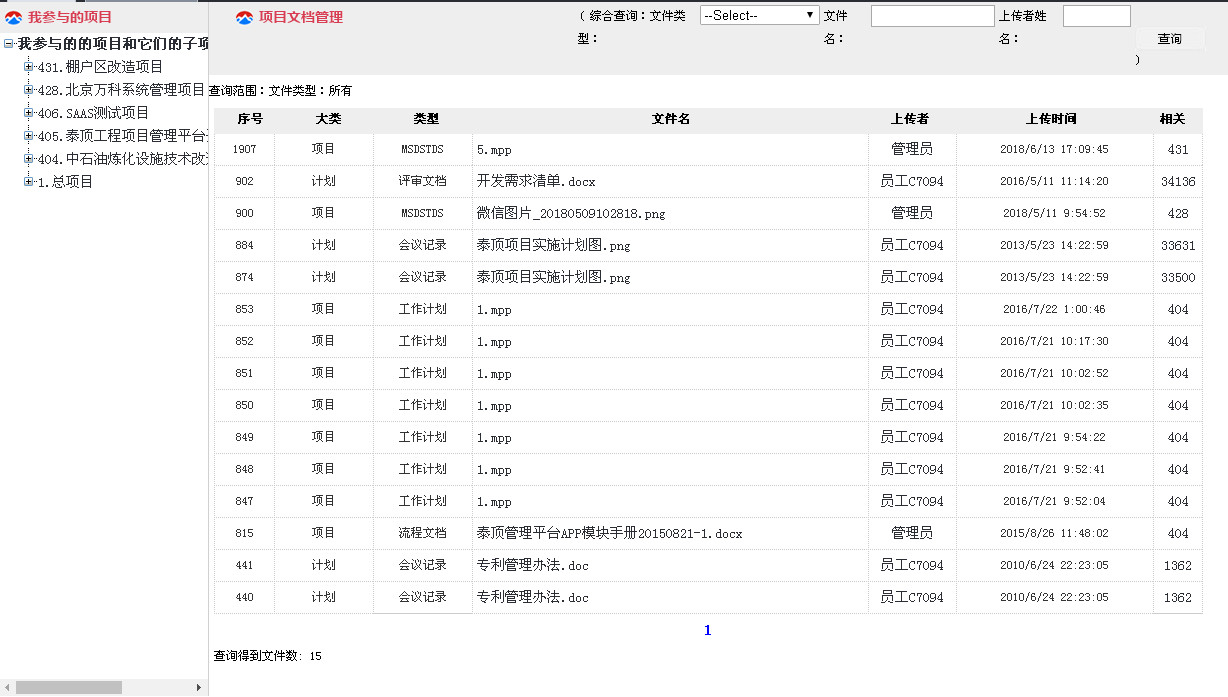 我参与的项目
我参与的的项目和它们的子项
431.棚户区改造项目
428.北京万科系统管理项目
406.SAAS测试项目
405.泰顶工程项目管理平台
404.中石油炼化设施技术改
1.总项目
项目文档管理
（ 综合查询：文件类型： --Select-- 文件名： 上传者姓名： 查询 ）
查询范围：文件类型：所有
序号 大类 类型 文件名 上传者 上传时间 相关
1907 项目 MSDSTDS 5.mpp 管理员 2018/6/13 17:09:45 431
902 计划 评审文档 开发需求清单.docx 员工C7094 2016/5/11 11:14:20 34136
900 项目 MSDSTDS 微信图片_20180509102818.png 管理员 2018/5/11 9:54:52 428
884 计划 会议记录 泰顶项目实施计划图.png 员工C7094 2013/5/23 14:22:59 33631
874 计划 会议记录 泰顶项目实施计划图.png 员工C7094 2013/5/23 14:22:59 33500
853 项目 工作计划 1.mpp 员工C7094 2016/7/22 1:00:46 404
852 项目 工作计划 1.mpp 员工C7094 2016/7/21 10:17:30 404
851 项目 工作计划 1.mpp 员工C7094 2016/7/21 10:02:52 404
850 项目 工作计划 1.mpp 员工C7094 2016/7/21 10:02:35 404
849 项目 工作计划 1.mpp 员工C7094 2016/7/21 9:54:22 404
848 项目 工作计划 1.mpp 员工C7094 2016/7/21 9:52:41 404
847 项目 工作计划 1.mpp 员工C7094 2016/7/21 9:52:04 404
815 项目 流程文档 泰顶管理平台APP模块手册20150821-1.docx 管理员 2015/8/26 11:48:02 404
441 计划 会议记录 专利管理办法.doc 员工C7094 2010/6/24 22:23:05 1362
440 计划 会议记录 专利管理办法.doc 员工C7094 2010/6/24 22:23:05 1362
1
查询得到文件数: 15